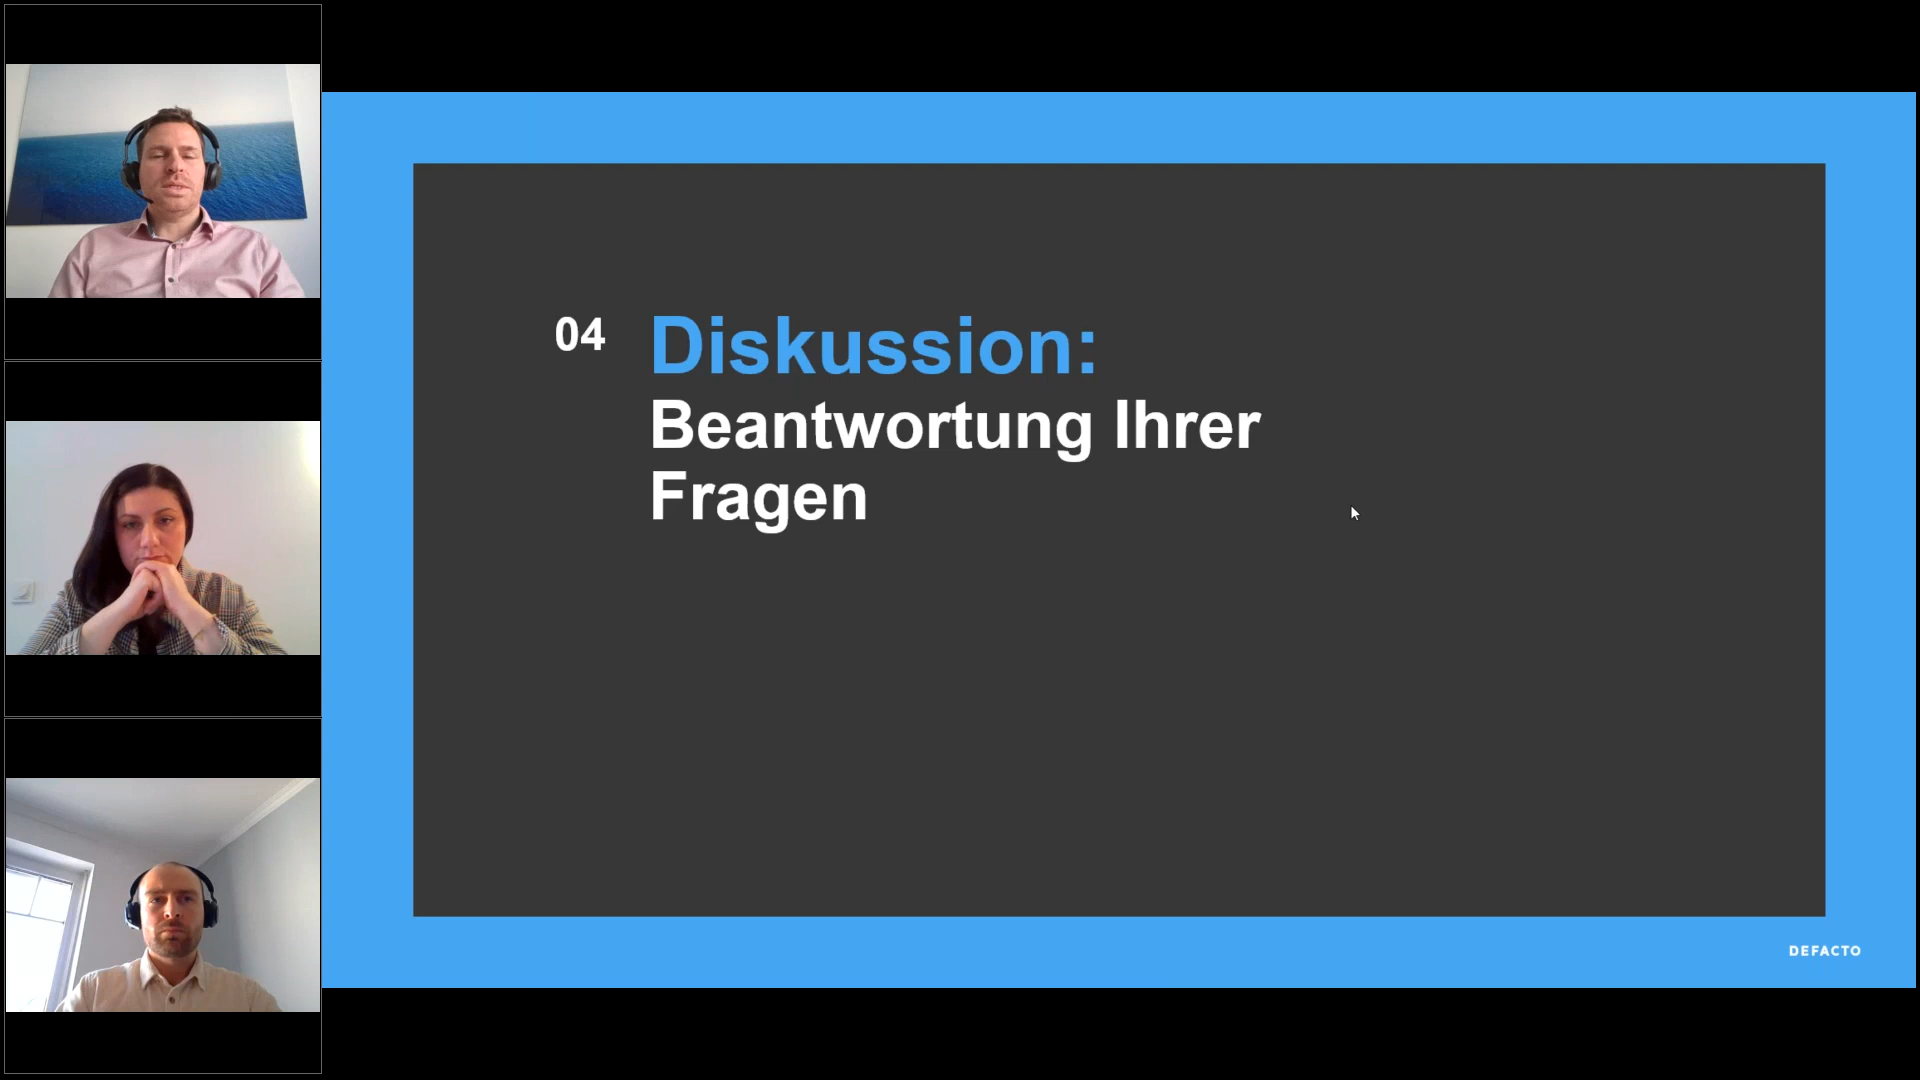 04
Diskussion:
Beantwortung Ihrer
Fragen
DEFACTO